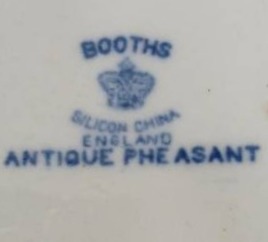 BOOTHS
SILICON CHINA
ENGLAND
ANTIQUE PHEASANT